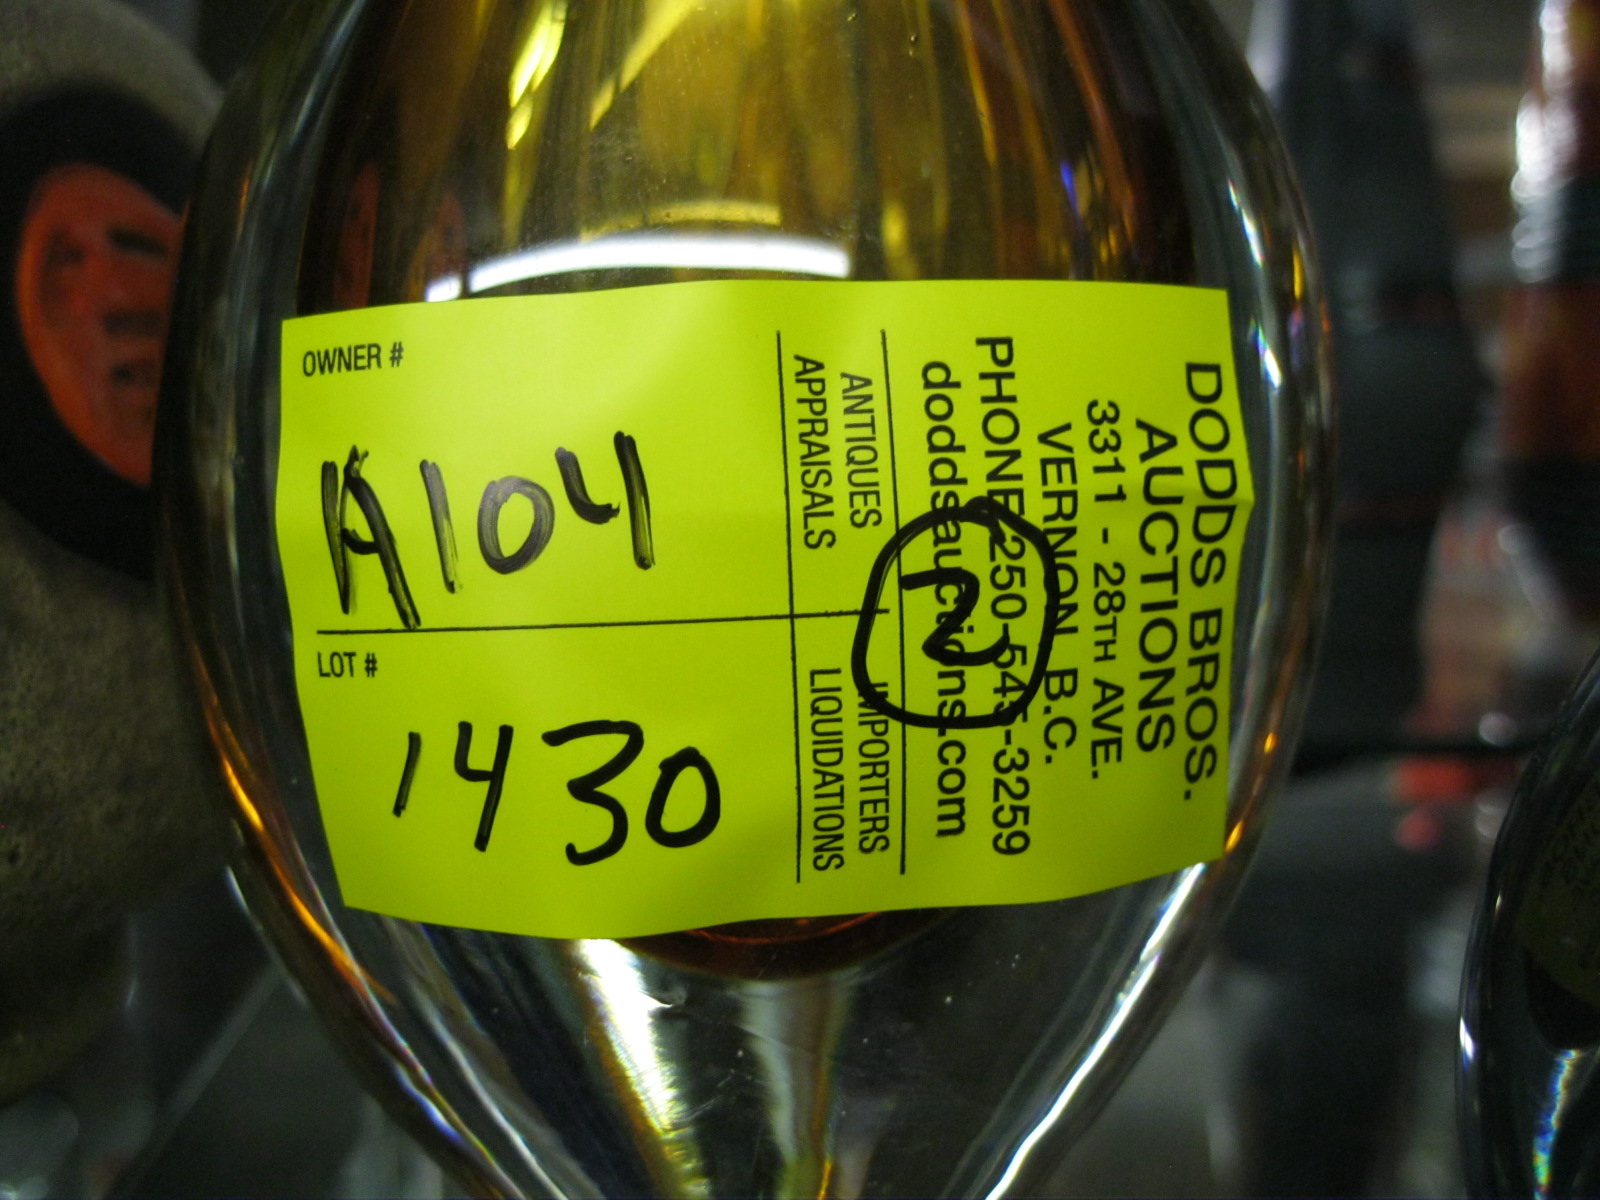 OWNER #
A104
LOT #
1430
DODDS BROS.
AUCTIONS
3311 - 28TH AVE.
VERNON, B.C.
PHONE 250-545-3259
doddsauctions.com
ANTIQUES IMPORTERS
APPRAISALS LIQUIDATIONS
2